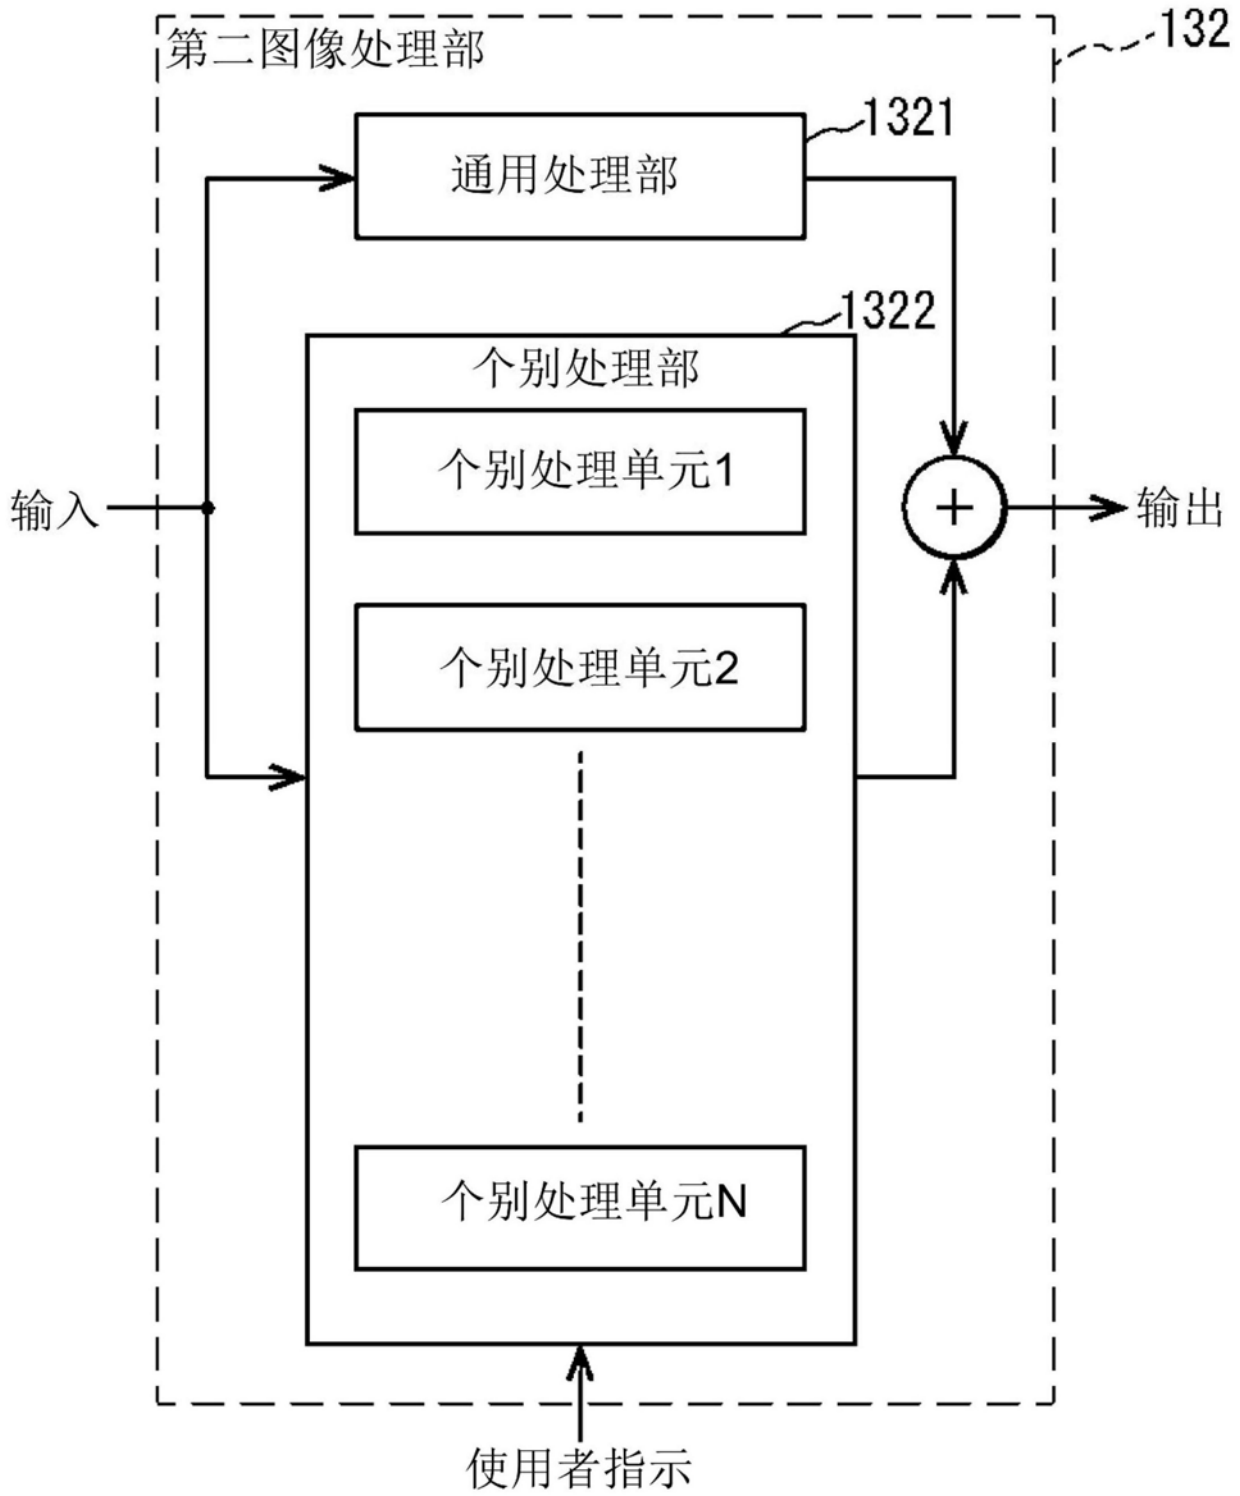 132
第二图像处理部
1321
通用处理部
1322
个别处理部
个别处理单元1
输入
+
输出
个别处理单元2
个别处理单元N
使用者指示